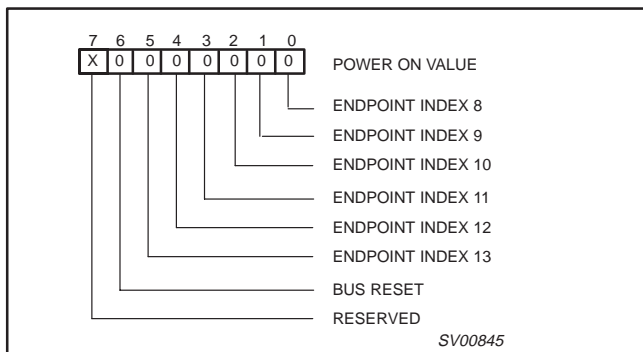 7 6 5 4 3 2 1 0
X 0 0 0 0 0 0 0 POWER ON VALUE
ENDPOINT INDEX 8
ENDPOINT INDEX 9
ENDPOINT INDEX 10
ENDPOINT INDEX 11
ENDPOINT INDEX 12
ENDPOINT INDEX 13
BUS RESET
RESERVED
SV00845